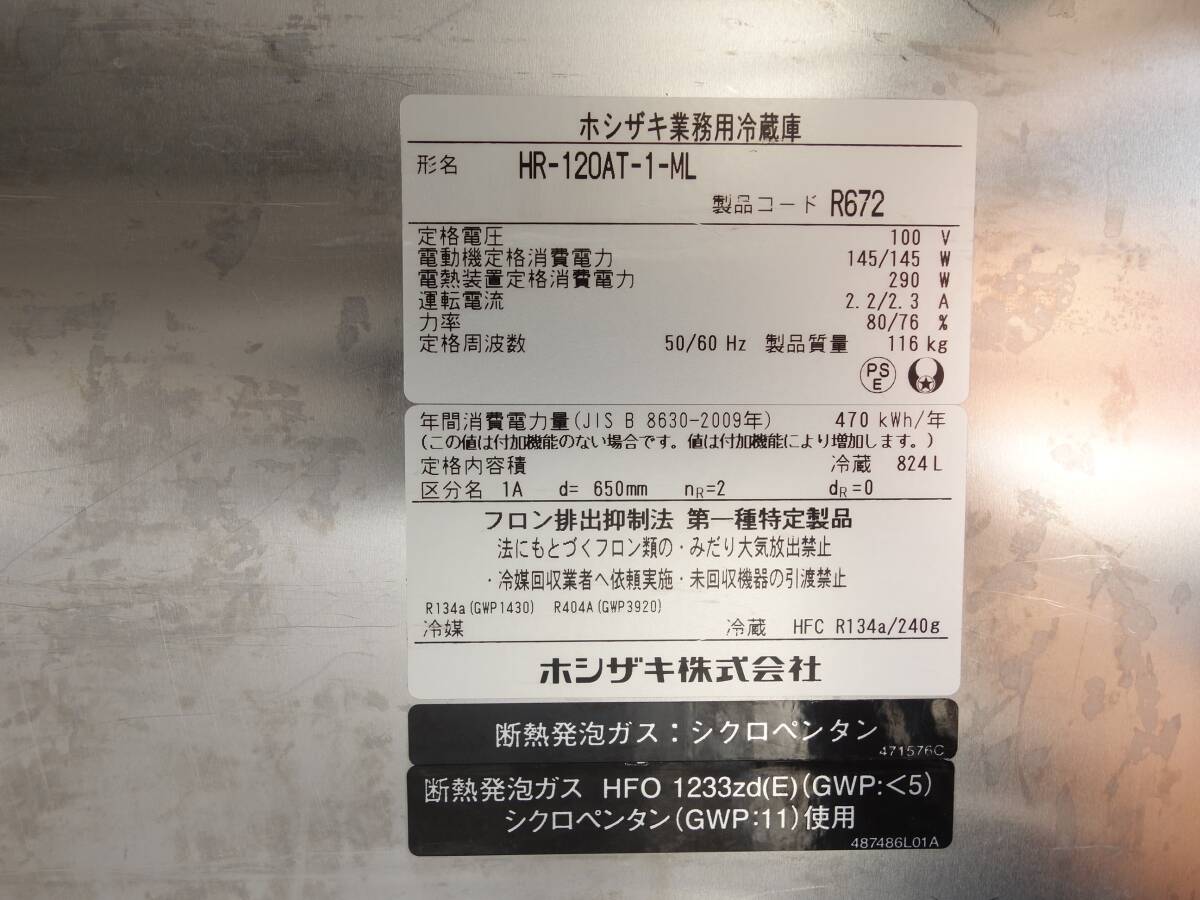 ホシザキ業務用冷蔵庫
形名 HR-120AT-1-ML
製品コード R672
定格電圧 100 V
電動機定格消費電力 145/145 W
電熱装置定格消費電力 290 W
運転電流 2.2/2.3 A
力率 80/76 %
定格周波数 50/60 Hz 製品質量 116 kg
PS
E
年間消費電力量(JIS B 8630-2009年) 470 kWh/年
(この値は付加機能のない場合です。値は付加機能により増加します。)
定格内容積 冷蔵 824 L
区分名 1A d= 650mm nR=2 dR=0
フロン排出抑制法 第一種特定製品
法にもとづくフロン類の・みだり大気放出禁止
・冷媒回収業者へ依頼実施・未回収機器の引渡禁止
R134a(GWP1430) R404A(GWP3920)
冷媒 冷蔵 HFC R134a/240g
ホシザキ株式会社
断熱発泡ガス：シクロペンタン
471576C
断熱発泡ガス HFO 1233zd(E)(GWP:<5)
シクロペンタン(GWP:11)使用
487486L01A